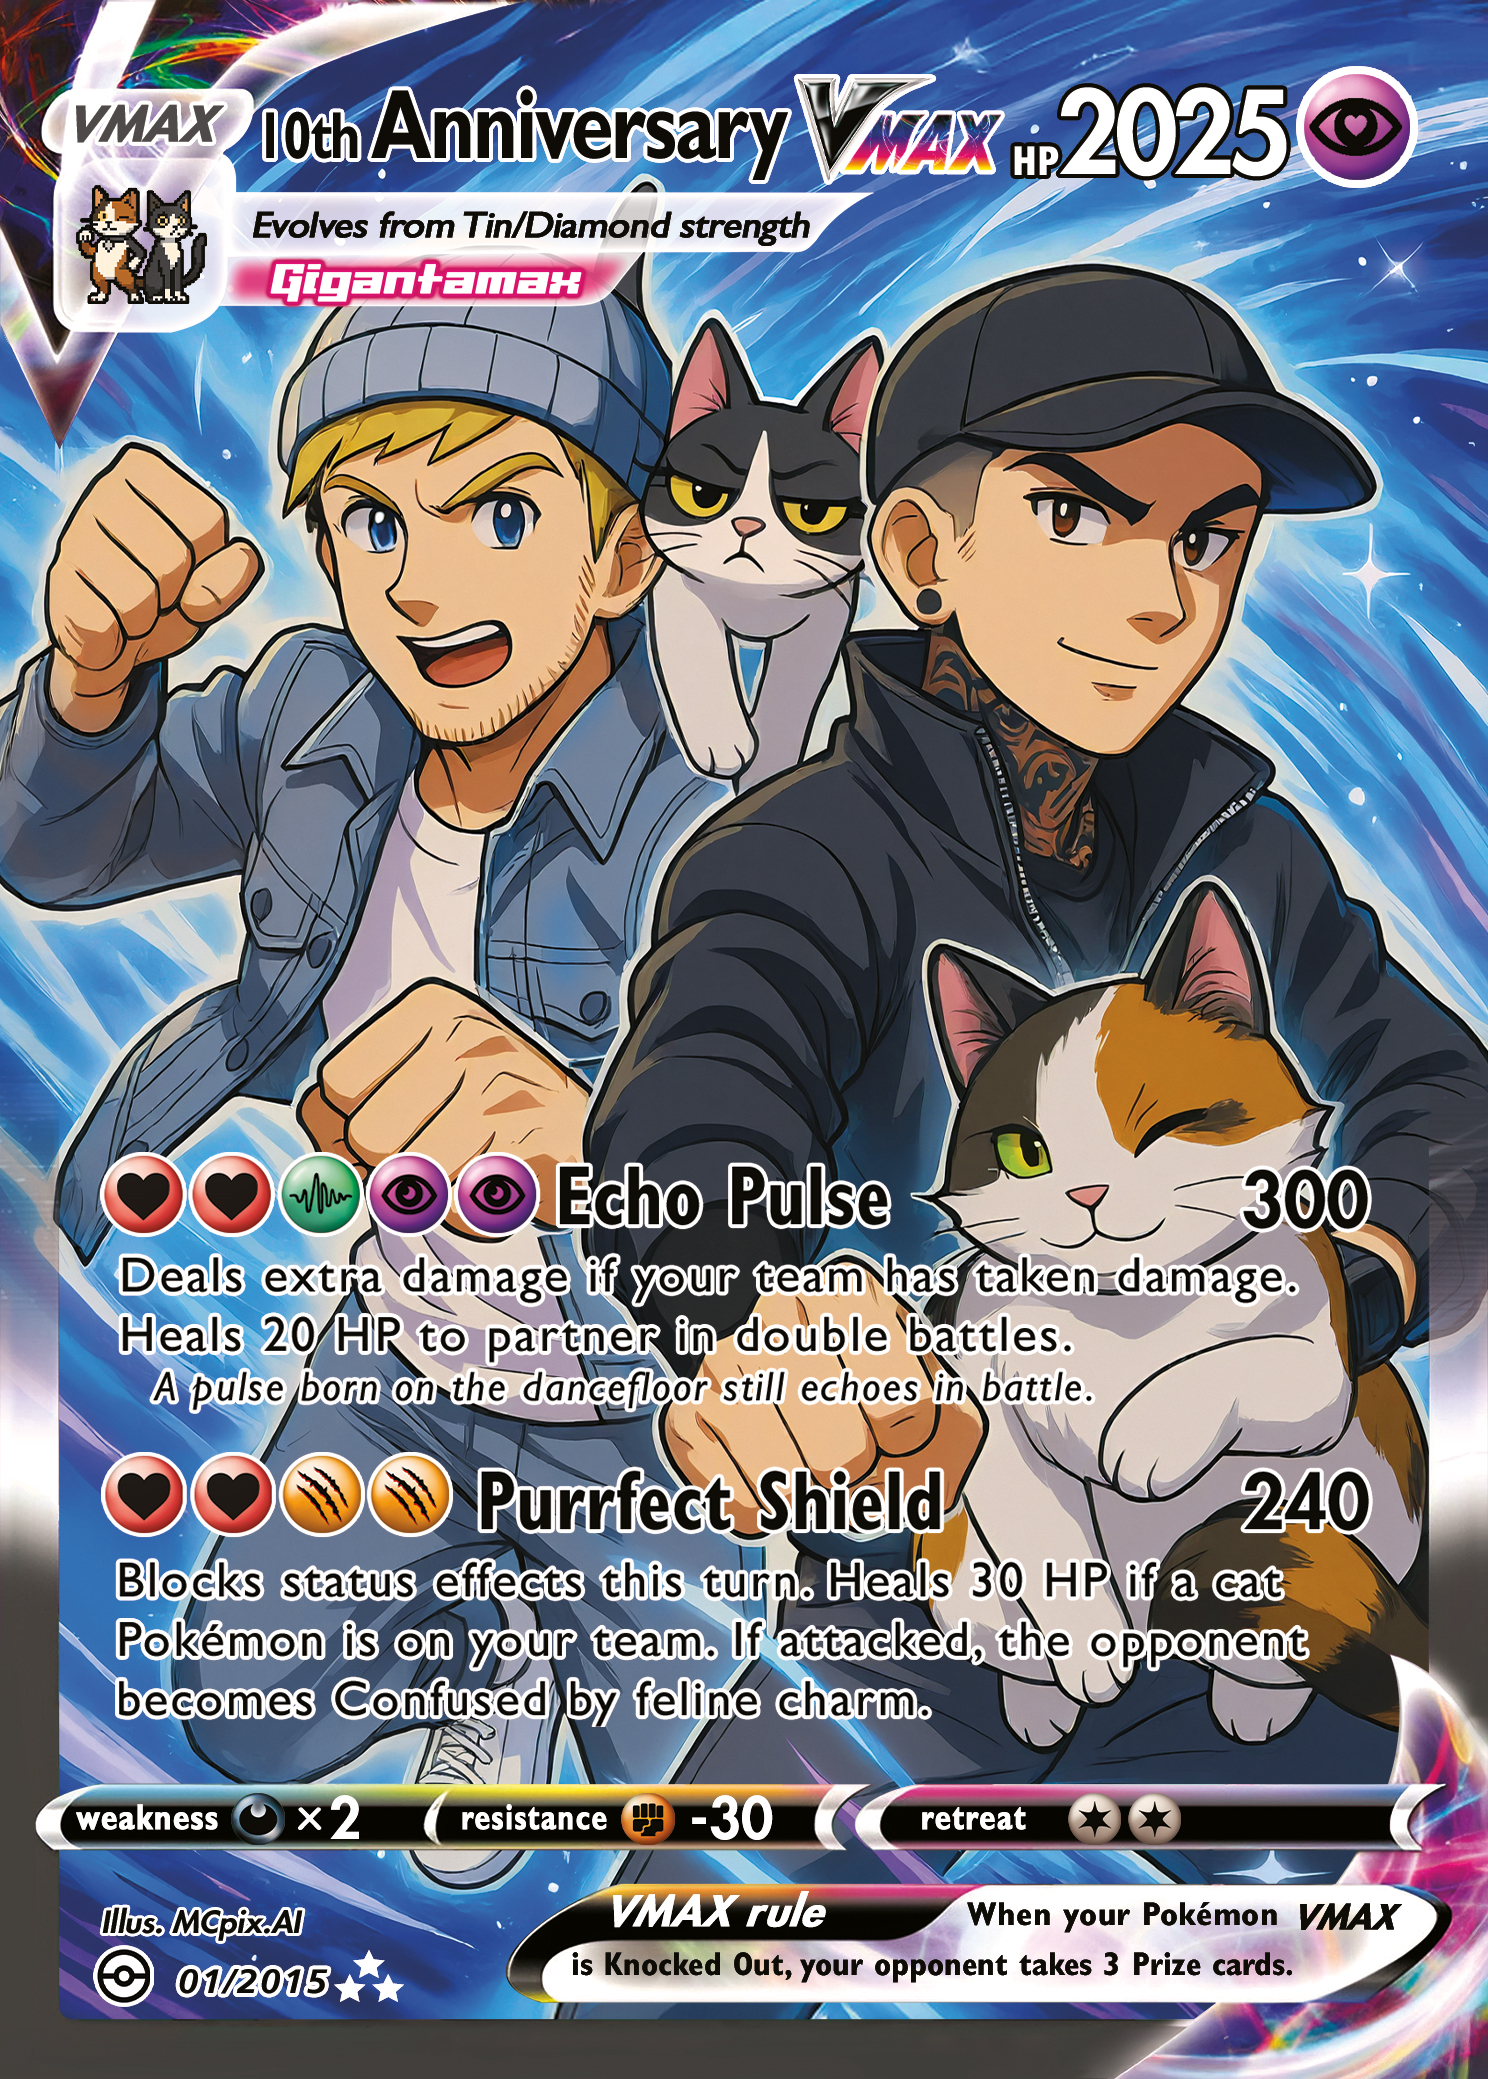 VMAX
10th Anniversary VMAX HP 2025
Evolves from Tin/Diamond strength
Gigantamax
Echo Pulse 300
Deals extra damage if your team has taken damage.
Heals 20 HP to partner in double battles.
A pulse born on the dancefloor still echoes in battle.
Purrfect Shield 240
Blocks status effects this turn. Heals 30 HP if a cat
Pokémon is on your team. If attacked, the opponent
becomes Confused by feline charm.
weakness ×2 resistance -30 retreat
Illus. MCpix.AI
01/2015
VMAX rule When your Pokémon VMAX
is Knocked Out, your opponent takes 3 Prize cards.